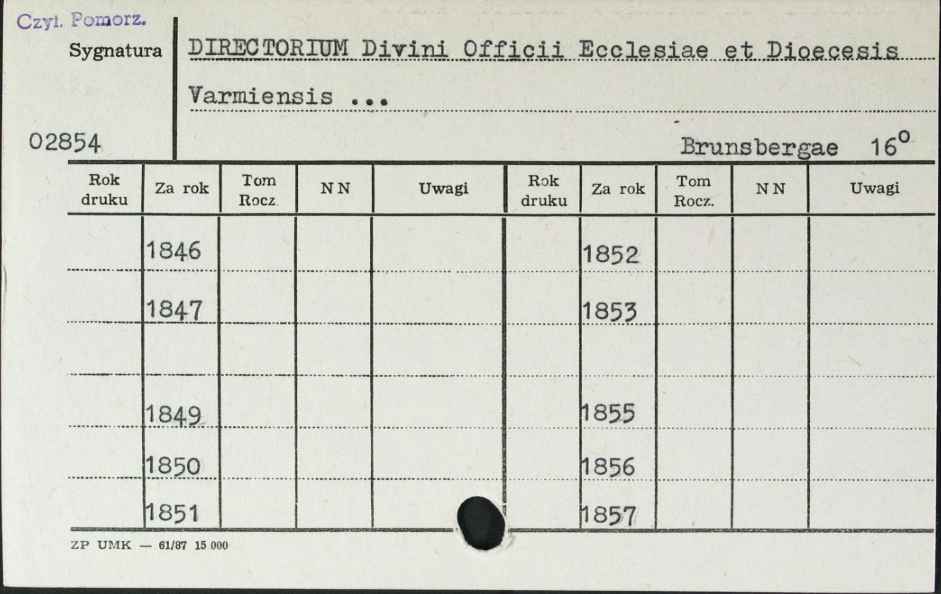 Czyt. Pomorz.
Sygnatura
DIRECTORIUM Divini Officii Ecclesiae et Dioecesis
Varmiensis ...
02854
Brunsbergae 16°
Rok druku Za rok Tom Rocz. N N Uwagi Rok druku Za rok Tom Rocz. N N Uwagi
1846 1852
1847 1853
1849 1855
1850 1856
1851 1857
ZP UMK — 61/87 15 000